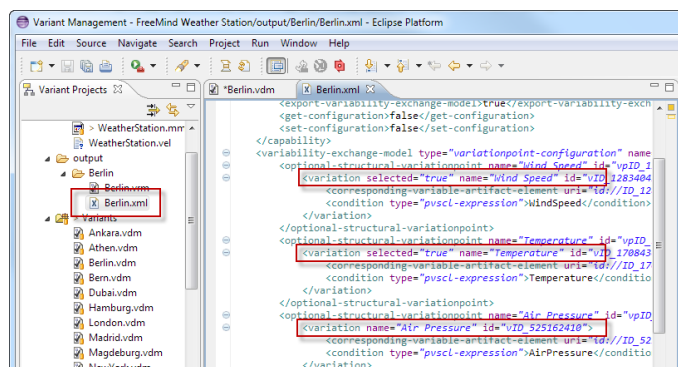 Variant Management - FreeMind Weather Station/output/Berlin/Berlin.xml - Eclipse Platform
File Edit Source Navigate Search Project Run Window Help
Variant Projects
> WeatherStation.mm
WeatherStation.vel
output
Berlin
Berlin.vrm
Berlin.xml
> Variants
Ankara.vdm
Athen.vdm
Berlin.vdm
Bern.vdm
Dubai.vdm
Hamburg.vdm
London.vdm
Madrid.vdm
Magdeburg.vdm
NewYork.vdm
*Berlin.vdm Berlin.xml
<export-variability-exchange-model>true</export-variability-exch
<get-configuration>false</get-configuration>
<set-configuration>false</set-configuration>
</capability>
<variability-exchange-model type="variationpoint-configuration" name
<optional-structural-variationpoint name="Wind Speed" id="vpID_1
<variation selected="true" name="Wind Speed" id="vID_1283404
<corresponding-variable-artifact-element uri="id://ID_12
<condition type="pvscl-expression">WindSpeed</condition>
</variation>
</optional-structural-variationpoint>
<optional-structural-variationpoint name="Temperature" id="vpID_
<variation selected="true" name="Temperature" id="vID_170843
<corresponding-variable-artifact-element uri="id://ID_17
<condition type="pvscl-expression">Temperature</conditio
</variation>
</optional-structural-variationpoint>
<optional-structural-variationpoint name="Air Pressure" id="vpID
<variation name="Air Pressure" id="vID_525162410">
<corresponding-variable-artifact-element uri="id://ID_52
<condition type="pvscl-expression">AirPressure</conditio
</variation>